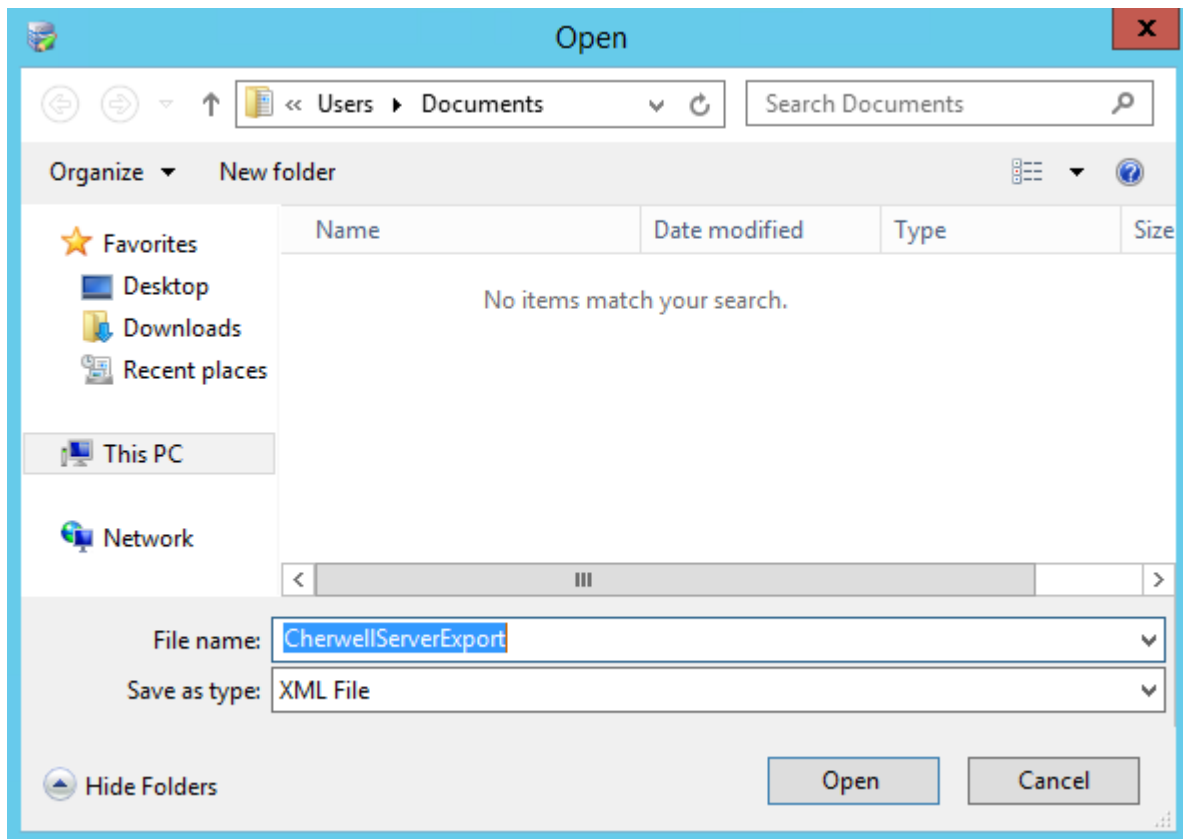 Open
x
« Users Documents
Search Documents
Organize
New folder
Name
Date modified
Type
Size
Favorites
Desktop
Downloads
Recent places
This PC
Network
No items match your search.
File name: CherwellServerExport
Save as type: XML File
Hide Folders
Open
Cancel